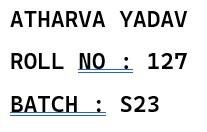 ATHARVA YADAV
ROLL NO : 127
BATCH : S23